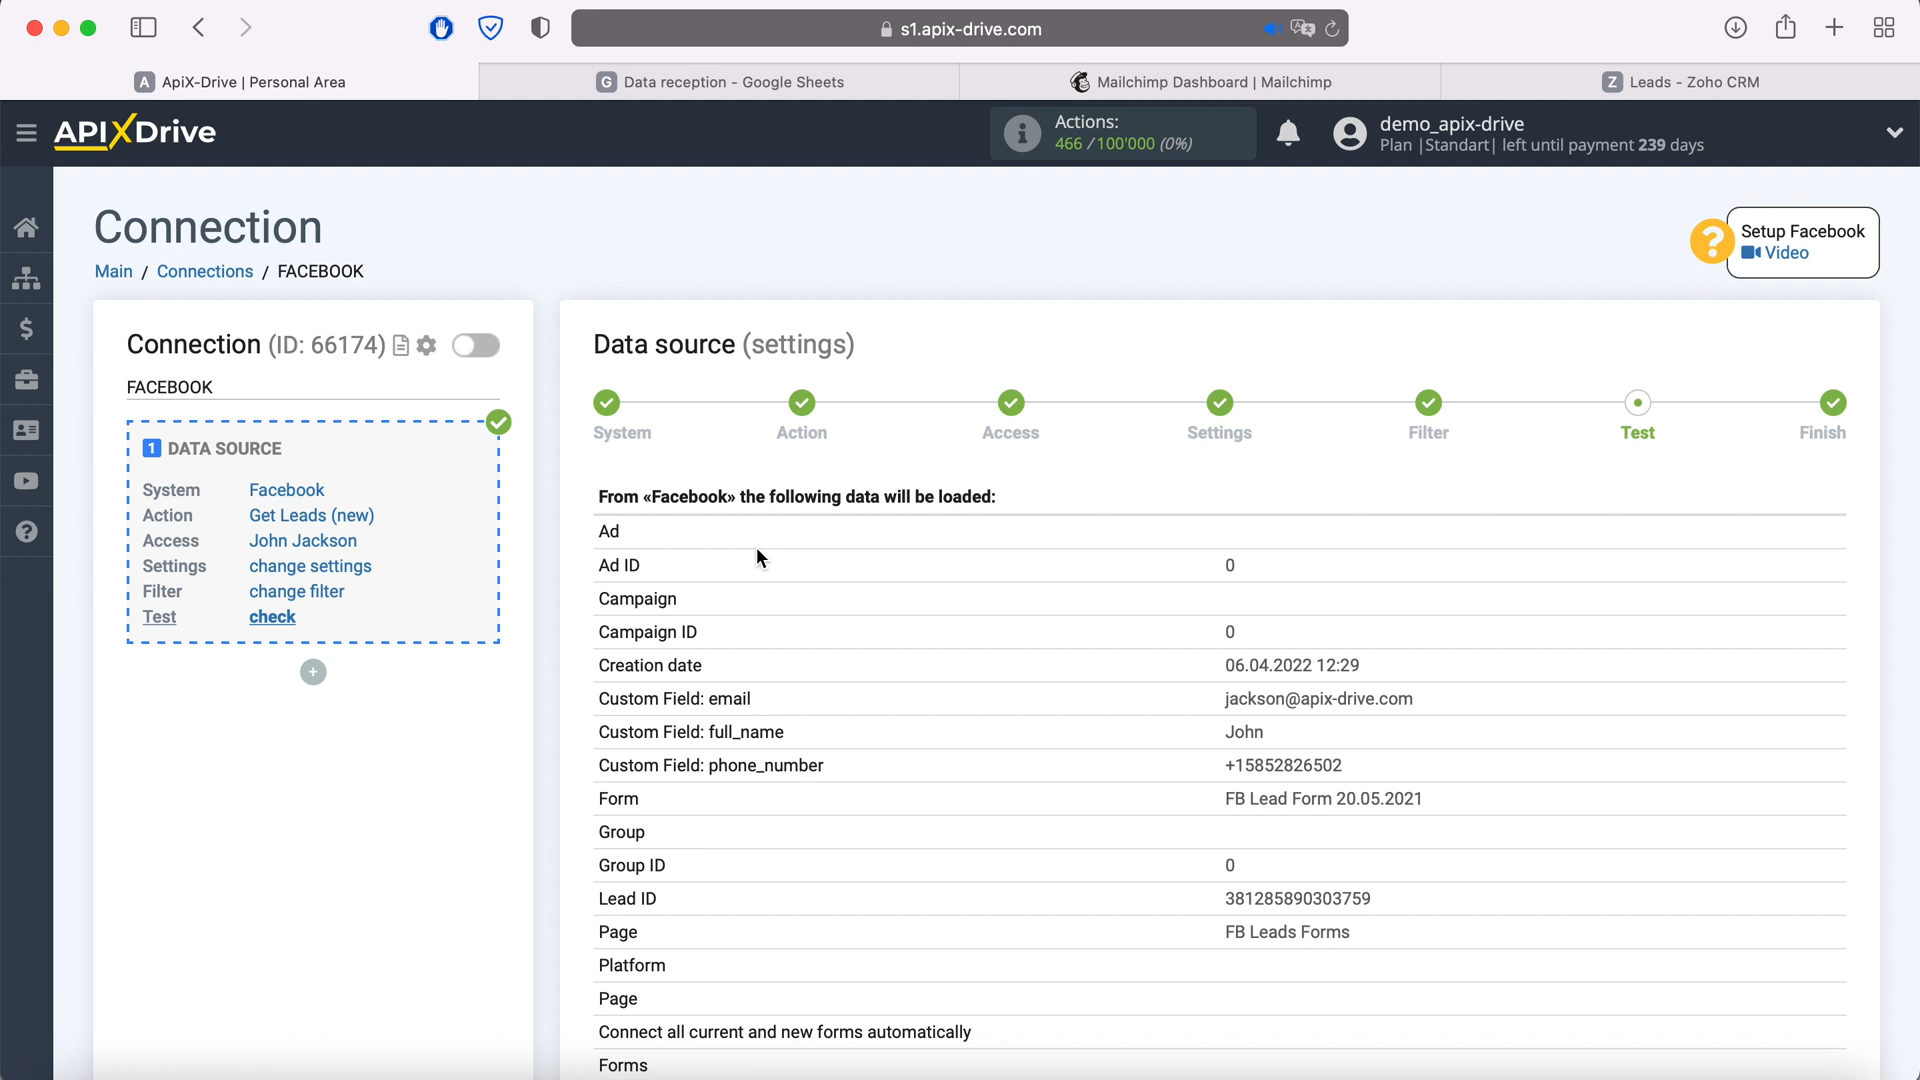 s1.apix-drive.com
A ApiX-Drive | Personal Area
G Data reception - Google Sheets
Mailchimp Dashboard | Mailchimp
Z Leads - Zoho CRM
APIXDrive
Actions:
466 / 100'000 (0%)
demo_apix-drive
Plan |Standart| left until payment 239 days
Connection
Main / Connections / FACEBOOK
? Setup Facebook
Video
Connection (ID: 66174)
FACEBOOK
1 DATA SOURCE
System Facebook
Action Get Leads (new)
Access John Jackson
Settings change settings
Filter change filter
Test check
+
Data source (settings)
System Action Access Settings Filter Test Finish
From «Facebook» the following data will be loaded:
Ad
Ad ID 0
Campaign
Campaign ID 0
Creation date 06.04.2022 12:29
Custom Field: email jackson@apix-drive.com
Custom Field: full_name John
Custom Field: phone_number +15852826502
Form FB Lead Form 20.05.2021
Group
Group ID 0
Lead ID 381285890303759
Page FB Leads Forms
Platform
Page
Connect all current and new forms automatically
Forms